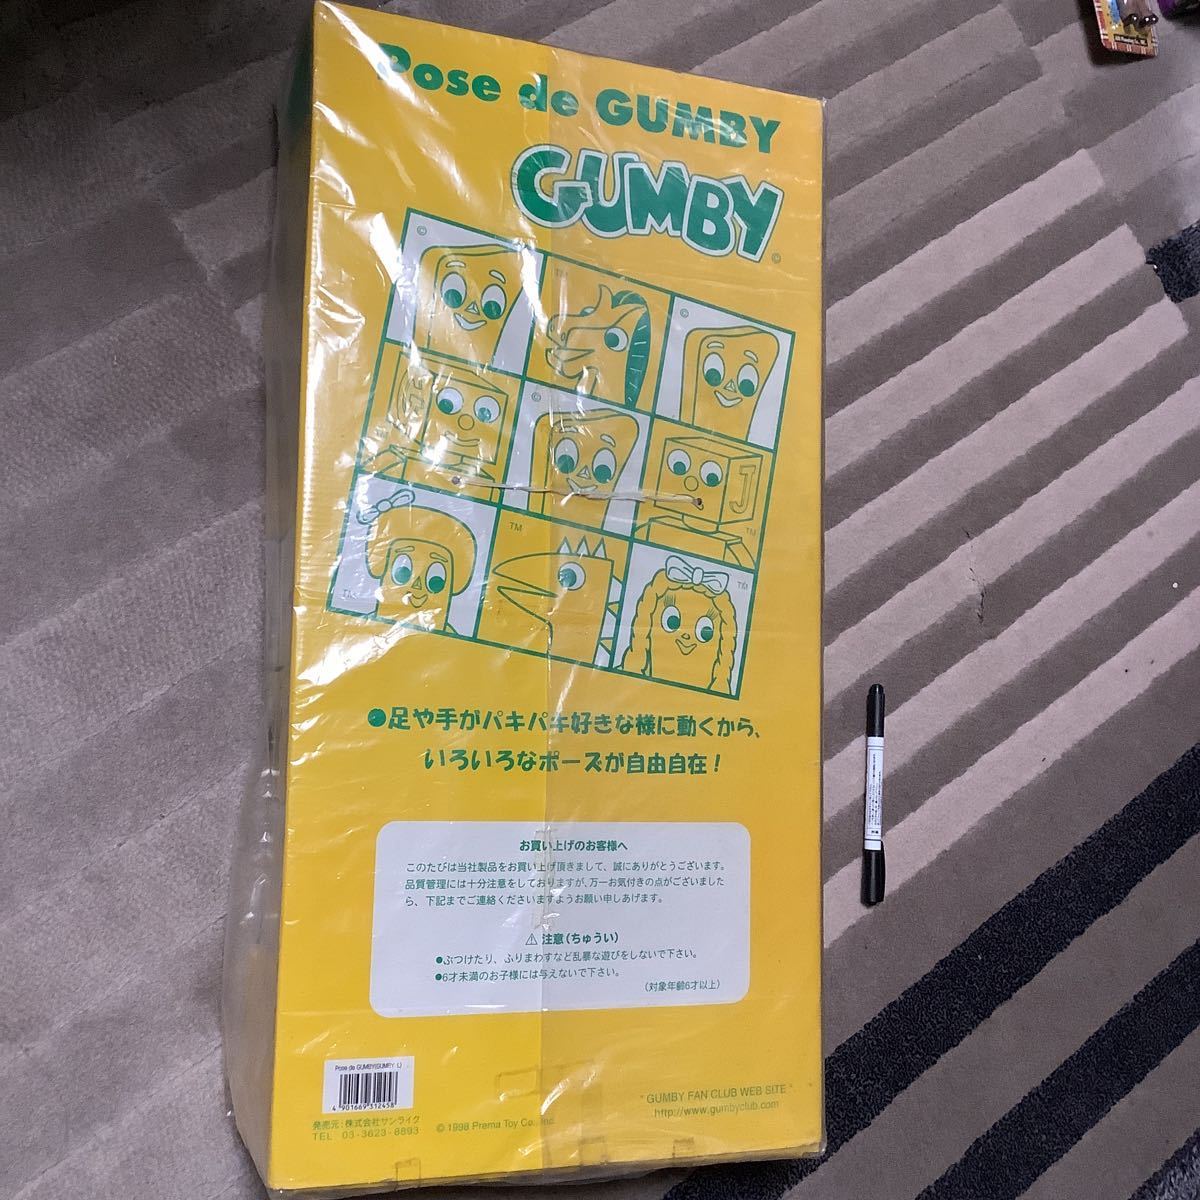 Pose de GUMBY
GUMBY
©
©
TM
©
©
G
J
TM
TM
TM
TM
●足や手がパキパキ好きな様に動くから、
いろいろなポーズが自由自在！
お買い上げのお客様へ
このたびは当社製品をお買い上げ頂きまして、誠にありがとうございます。
品質管理には十分注意をしておりますが、万一お気付きの点がございました
ら、下記までご連絡くださいますようお願い申しあげます。
⚠ 注意（ちゅうい）
●ぶつけたり、ふりまわすなど乱暴な遊びをしないで下さい。
●6才未満のお子様には与えないで下さい。
（対象年齢6才以上）
Pose de GUMBY(GUMBY L)
4 901669 312458
発売元：株式会社サンライク
TEL 03-3623-8893
© 1998 Prema Toy Co., Inc.
" GUMBY FAN CLUB WEB SITE "
http://www.gumbyclub.com